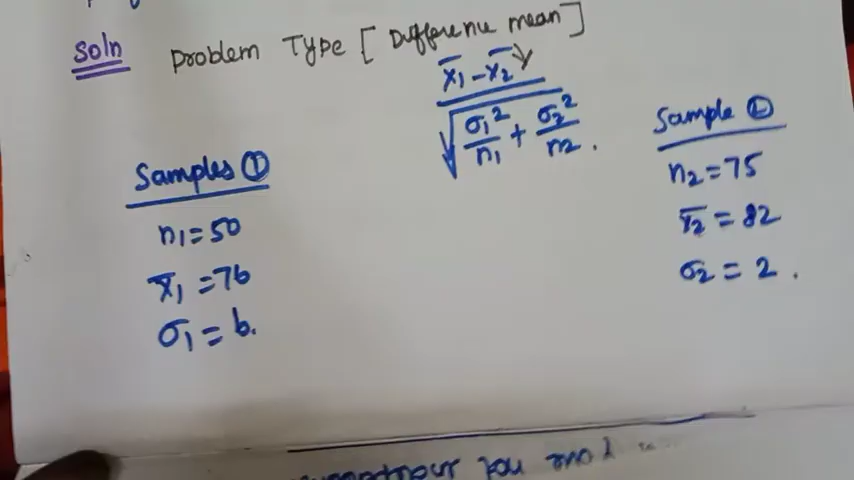 Soln Problem Type [Difference mean]
x̄₁ - x̄₂
√ σ₁²/n₁ + σ₂²/n₂ .
Samples ①
n₁ = 50
x̄₁ = 76
σ₁ = 6.
Sample ②
n₂ = 75
x̄₂ = 82
σ₂ = 2 .
you